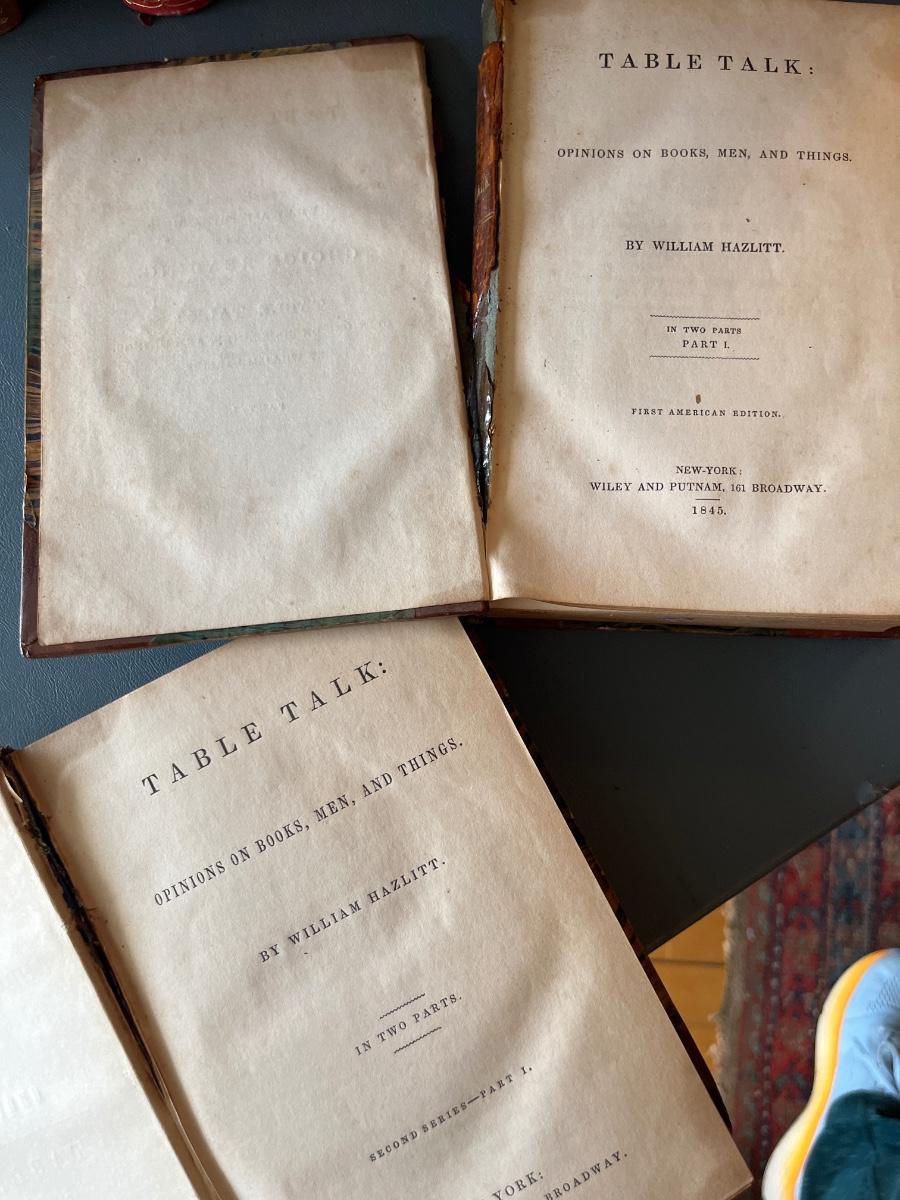 TABLE TALK:
OPINIONS ON BOOKS, MEN, AND THINGS.
BY WILLIAM HAZLITT.
IN TWO PARTS
PART I.
FIRST AMERICAN EDITION.
NEW-YORK:
WILEY AND PUTNAM, 161 BROADWAY.
1845.
TABLE TALK:
OPINIONS ON BOOKS, MEN, AND THINGS.
BY WILLIAM HAZLITT.
IN TWO PARTS.
SECOND SERIES—PART I.
YORK:
BROADWAY.